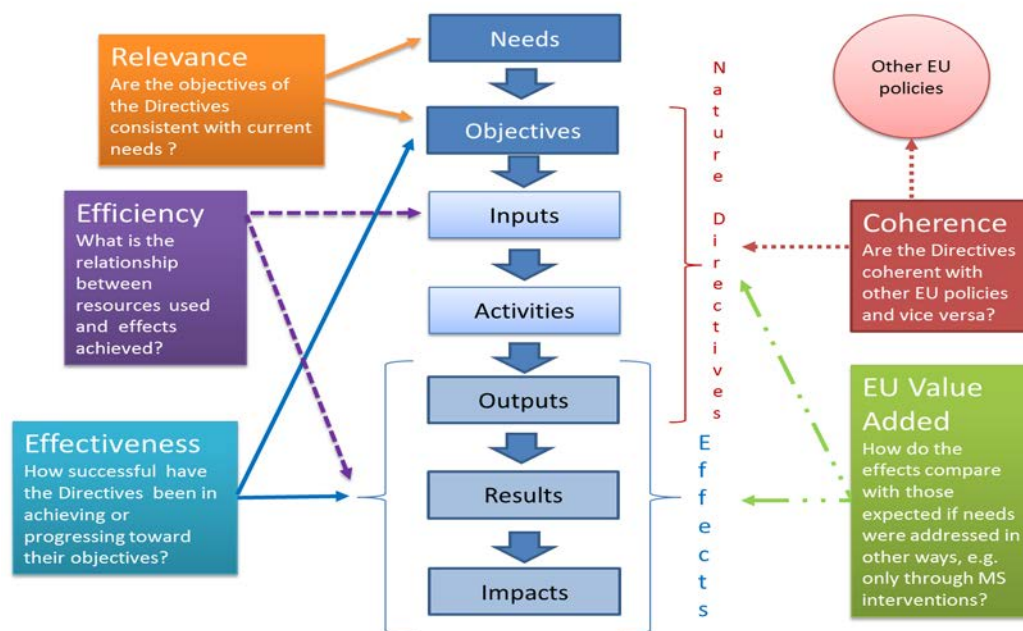 Relevance
Are the objectives of
the Directives
consistent with current
needs ?
Efficiency
What is the
relationship
between
resources used
and effects
achieved?
Effectiveness
How successful have
the Directives been in
achieving or
progressing toward
their objectives?
Needs
Objectives
Inputs
Activities
Outputs
Results
Impacts
Nature Directives
Effects
Other EU
policies
Coherence
Are the Directives
coherent with
other EU policies
and vice versa?
EU Value
Added
How do the
effects compare
with those
expected if needs
were addressed in
other ways, e.g.
only through MS
interventions?